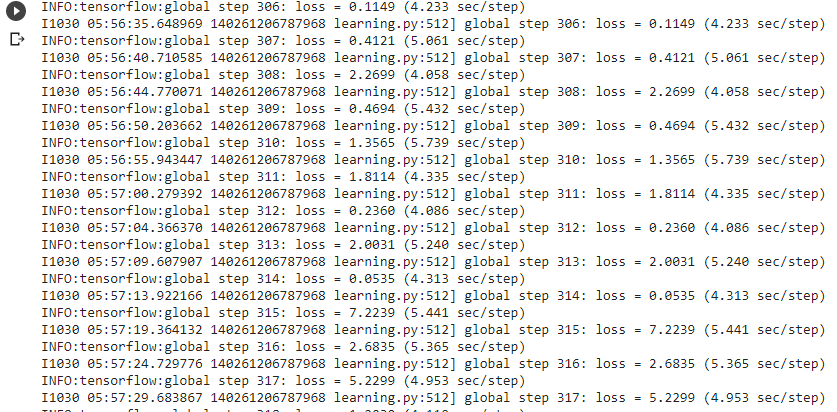 INFO:tensorflow:global step 306: loss = 0.1149 (4.233 sec/step)
I1030 05:56:35.648969 140261206787968 learning.py:512] global step 306: loss = 0.1149 (4.233 sec/step)
INFO:tensorflow:global step 307: loss = 0.4121 (5.061 sec/step)
I1030 05:56:40.710585 140261206787968 learning.py:512] global step 307: loss = 0.4121 (5.061 sec/step)
INFO:tensorflow:global step 308: loss = 2.2699 (4.058 sec/step)
I1030 05:56:44.770071 140261206787968 learning.py:512] global step 308: loss = 2.2699 (4.058 sec/step)
INFO:tensorflow:global step 309: loss = 0.4694 (5.432 sec/step)
I1030 05:56:50.203662 140261206787968 learning.py:512] global step 309: loss = 0.4694 (5.432 sec/step)
INFO:tensorflow:global step 310: loss = 1.3565 (5.739 sec/step)
I1030 05:56:55.943447 140261206787968 learning.py:512] global step 310: loss = 1.3565 (5.739 sec/step)
INFO:tensorflow:global step 311: loss = 1.8114 (4.335 sec/step)
I1030 05:57:00.279392 140261206787968 learning.py:512] global step 311: loss = 1.8114 (4.335 sec/step)
INFO:tensorflow:global step 312: loss = 0.2360 (4.086 sec/step)
I1030 05:57:04.366370 140261206787968 learning.py:512] global step 312: loss = 0.2360 (4.086 sec/step)
INFO:tensorflow:global step 313: loss = 2.0031 (5.240 sec/step)
I1030 05:57:09.607907 140261206787968 learning.py:512] global step 313: loss = 2.0031 (5.240 sec/step)
INFO:tensorflow:global step 314: loss = 0.0535 (4.313 sec/step)
I1030 05:57:13.922166 140261206787968 learning.py:512] global step 314: loss = 0.0535 (4.313 sec/step)
INFO:tensorflow:global step 315: loss = 7.2239 (5.441 sec/step)
I1030 05:57:19.364132 140261206787968 learning.py:512] global step 315: loss = 7.2239 (5.441 sec/step)
INFO:tensorflow:global step 316: loss = 2.6835 (5.365 sec/step)
I1030 05:57:24.729776 140261206787968 learning.py:512] global step 316: loss = 2.6835 (5.365 sec/step)
INFO:tensorflow:global step 317: loss = 5.2299 (4.953 sec/step)
I1030 05:57:29.683867 140261206787968 learning.py:512] global step 317: loss = 5.2299 (4.953 sec/step)